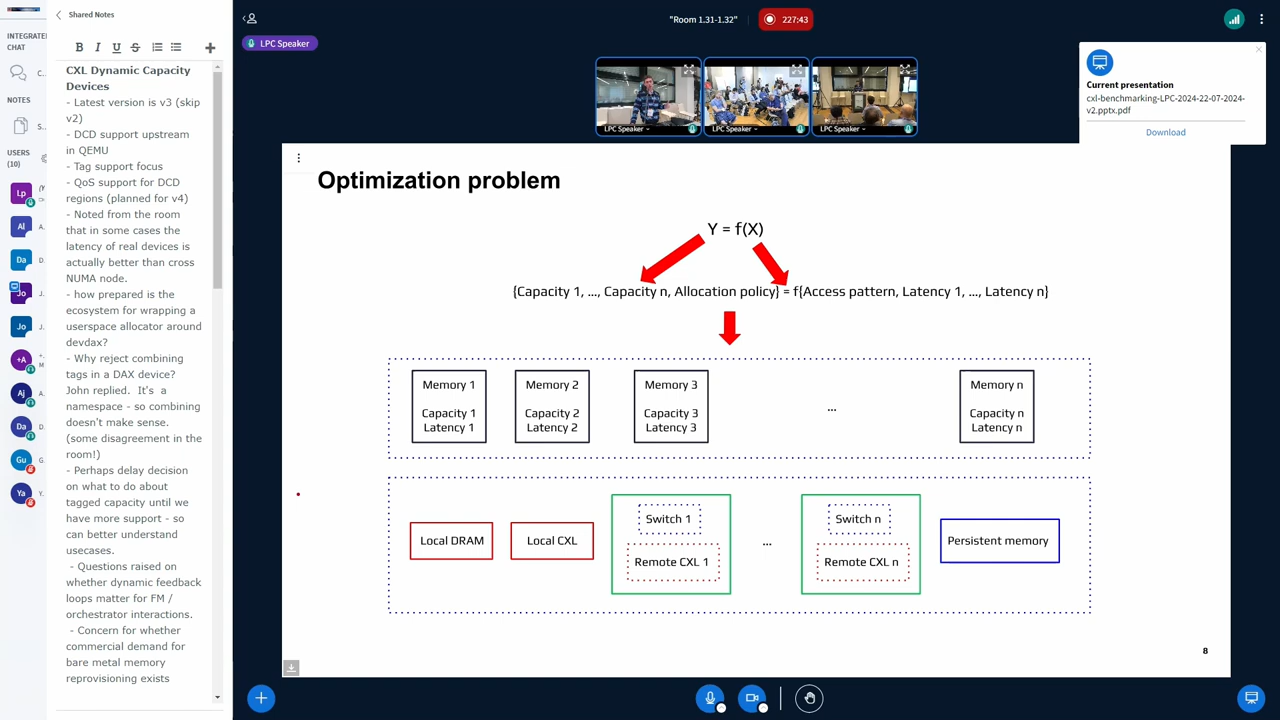 Shared Notes
"Room 1.31-1.32"
227:43
INTEGRATE
CHAT
C...
NOTES
S...
USERS
(10)
Lp
Al
A.
Da
D.
Jo
J.
Jo
J.
+A
+.
M
Aj
A.
Da
D.
Gu
G.
Ya
Y.
B I U S
CXL Dynamic Capacity
Devices
- Latest version is v3 (skip
v2)
- DCD support upstream
in QEMU
- Tag support focus
- QoS support for DCD
regions (planned for v4)
- Noted from the room
that in some cases the
latency of real devices is
actually better than cross
NUMA node.
- how prepared is the
ecosystem for wrapping a
userspace allocator around
devdax?
- Why reject combining
tags in a DAX device?
John replied. It's a
namespace - so combining
doesn't make sense.
(some disagreement in the
room!)
- Perhaps delay decision
on what to do about
tagged capacity until we
have more support - so
can better understand
usecases.
- Questions raised on
whether dynamic feedback
loops matter for FM /
orchestrator interactions.
- Concern for whether
commercial demand for
bare metal memory
reprovisioning exists
LPC Speaker
LPC Speaker
LPC Speaker
LPC Speaker
Current presentation
cxl-benchmarking-LPC-2024-22-07-2024-
v2.pptx.pdf
Download
Optimization problem
Y = f(X)
{Capacity 1, ..., Capacity n, Allocation policy} = f{Access pattern, Latency 1, ..., Latency n}
Memory 1
Capacity 1
Latency 1
Memory 2
Capacity 2
Latency 2
Memory 3
Capacity 3
Latency 3
...
Memory n
Capacity n
Latency n
Local DRAM
Local CXL
Switch 1
Remote CXL 1
...
Switch n
Remote CXL n
Persistent memory
8